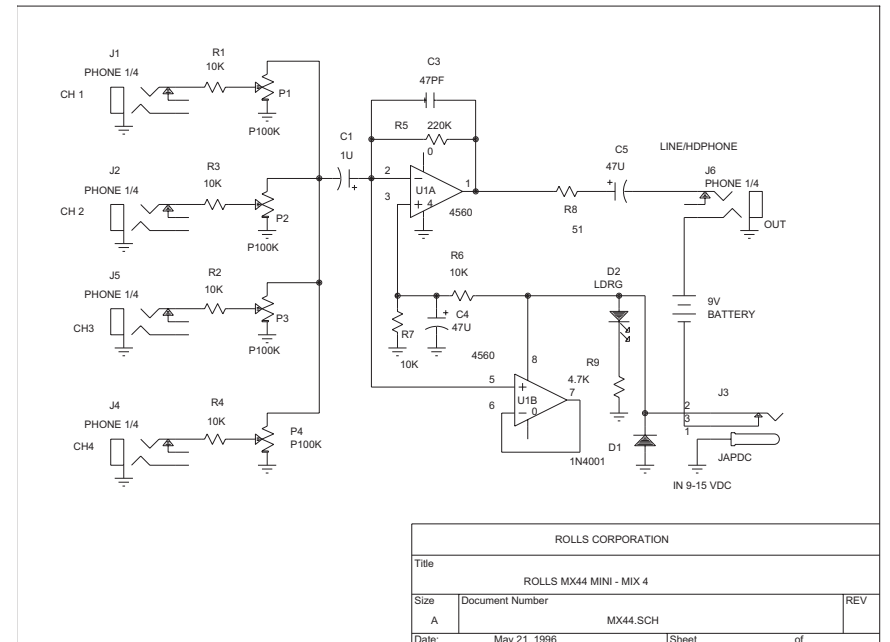 J1
PHONE 1/4
CH 1
R1
10K
P1
P100K
J2
PHONE 1/4
CH 2
R3
10K
P2
P100K
J5
PHONE 1/4
CH3
R2
10K
P3
P100K
J4
PHONE 1/4
CH4
R4
10K
P4
P100K
C1
1U
+
C3
47PF
R5 220K
0
2
3
1
U1A
4
4560
R8
51
C5
47U
+
LINE/HDPHONE
J6
PHONE 1/4
OUT
R6
10K
R7
10K
+
C4
47U
4560
8
5
6
7
U1B
0
D2
LDRG
R9
4.7K
D1
1N4001
9V
BATTERY
J3
2
3
1
JAPDC
IN 9-15 VDC
ROLLS CORPORATION
Title
ROLLS MX44 MINI - MIX 4
Size Document Number REV
A MX44.SCH
Date: May 21, 1996 Sheet of